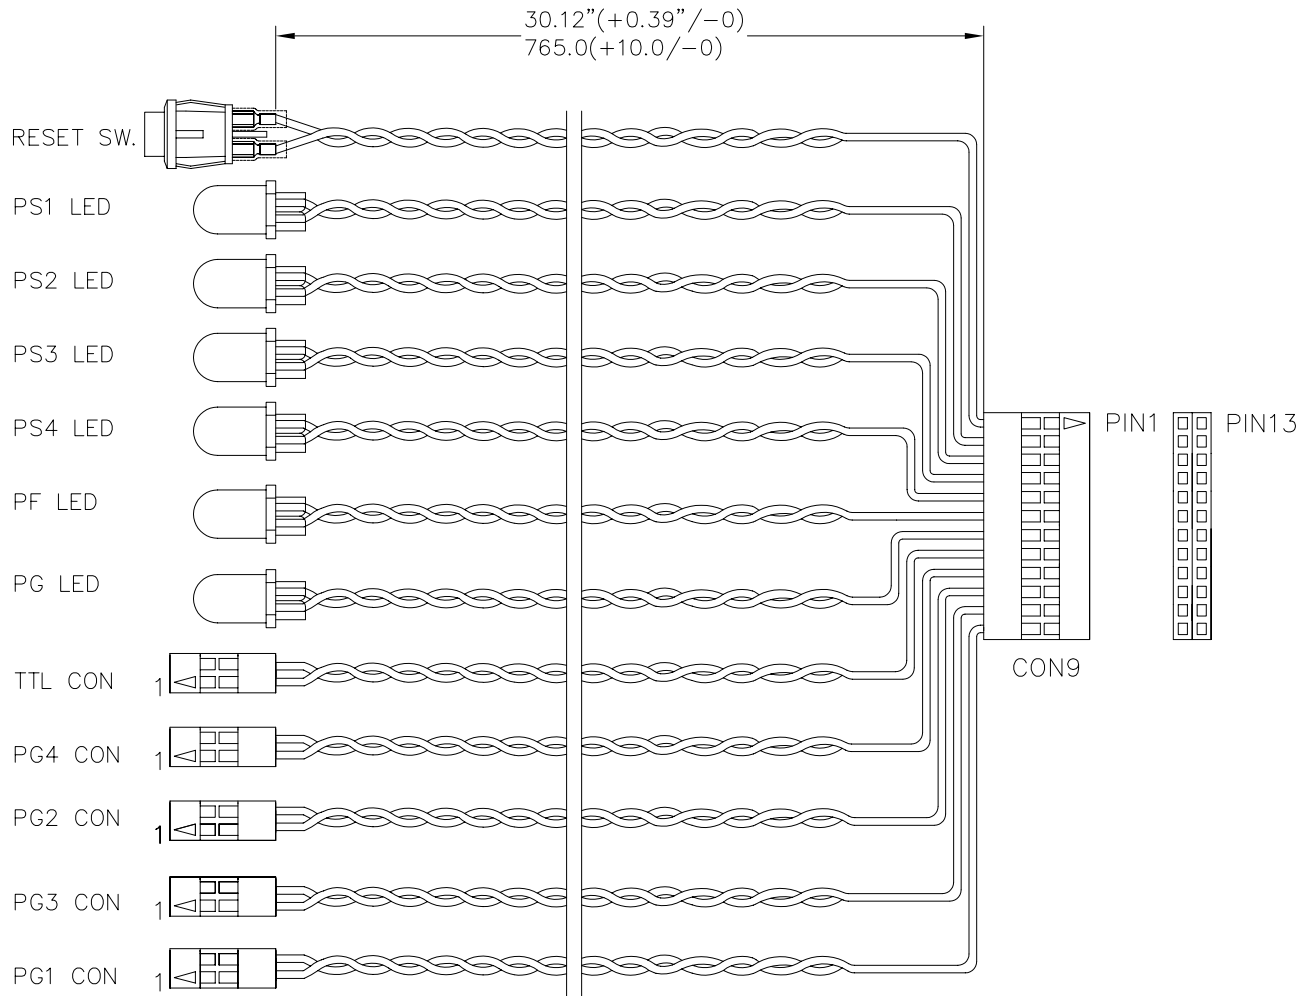 30.12”(+0.39”/−0)
765.0(+10.0/−0)
RESET SW.
PS1 LED
PS2 LED
PS3 LED
PS4 LED
PIN1
PIN13
PF LED
PG LED
CON9
TTL CON 1
PG4 CON 1
PG2 CON 1
PG3 CON 1
PG1 CON 1